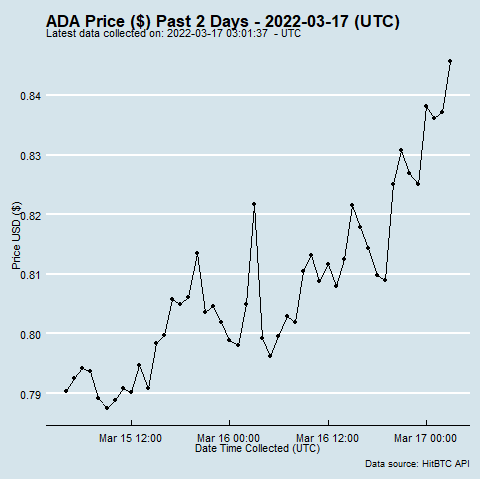 ADA Price ($) Past 2 Days - 2022-03-17 (UTC)
Latest data collected on: 2022-03-17 03:01:37 - UTC
0.84
0.83
0.82
Price USD ($)
0.81
0.80
0.79
Mar 15 12:00 Mar 16 00:00 Mar 16 12:00 Mar 17 00:00
Date Time Collected (UTC)
Data source: HitBTC API